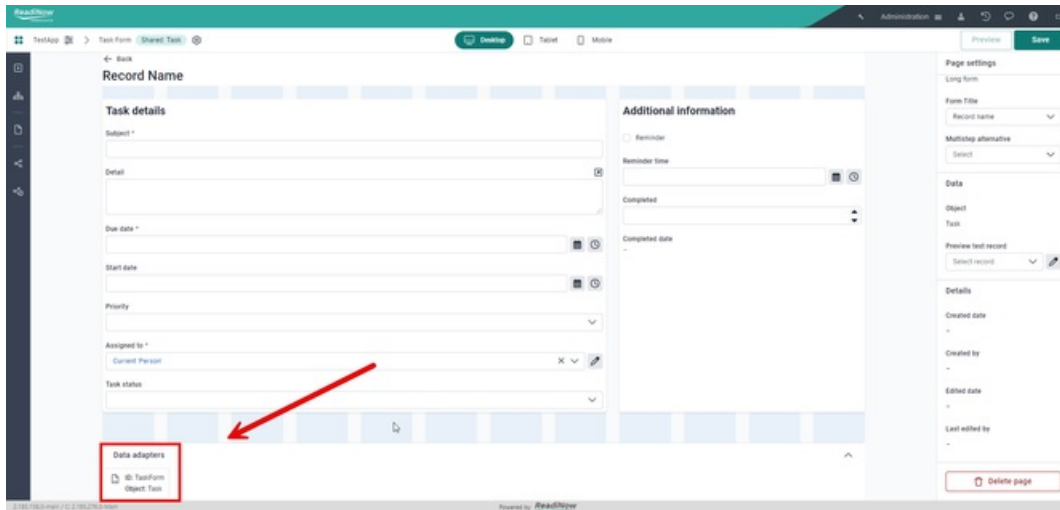 ReadiNow
Administration
TestApp > Task Form Shared: Task
Desktop Tablet Mobile
Preview Save
← Back
Record Name
Task details
Subject *
Detail
Due date *
Start date
Priority
Assigned to *
Current Person
Task status
Additional information
Reminder
Reminder time
Completed
Completed date
-
Data adapters
ID: TaskForm
Object: Task
Page settings
Long form
Form Title
Record name
Multistep alternative
Select
Data
Object
Task
Preview test record
Select record
Details
Created date
-
Created by
-
Edited date
-
Last edited by
-
Delete page
Powered by ReadiNow